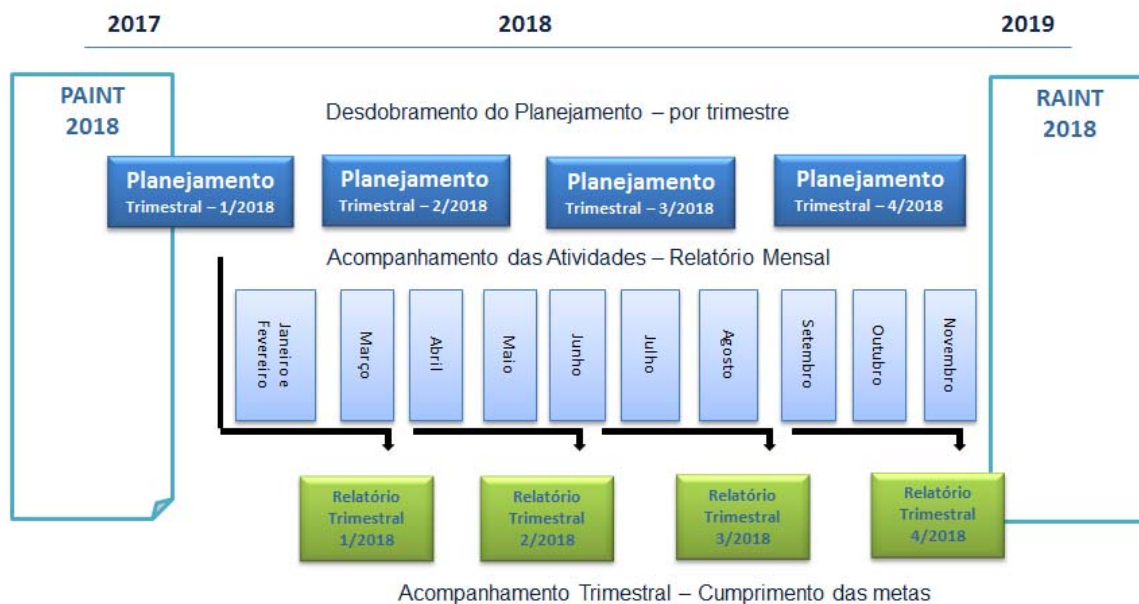 2017
2018
2019
PAINT
2018
RAINT
2018
Desdobramento do Planejamento – por trimestre
Planejamento
Trimestral – 1/2018
Planejamento
Trimestral – 2/2018
Planejamento
Trimestral – 3/2018
Planejamento
Trimestral – 4/2018
Acompanhamento das Atividades – Relatório Mensal
Janeiro e
Fevereiro
Março
Abril
Maio
Junho
Julho
Agosto
Setembro
Outubro
Novembro
Relatório
Trimestral
1/2018
Relatório
Trimestral
2/2018
Relatório
Trimestral
3/2018
Relatório
Trimestral
4/2018
Acompanhamento Trimestral – Cumprimento das metas